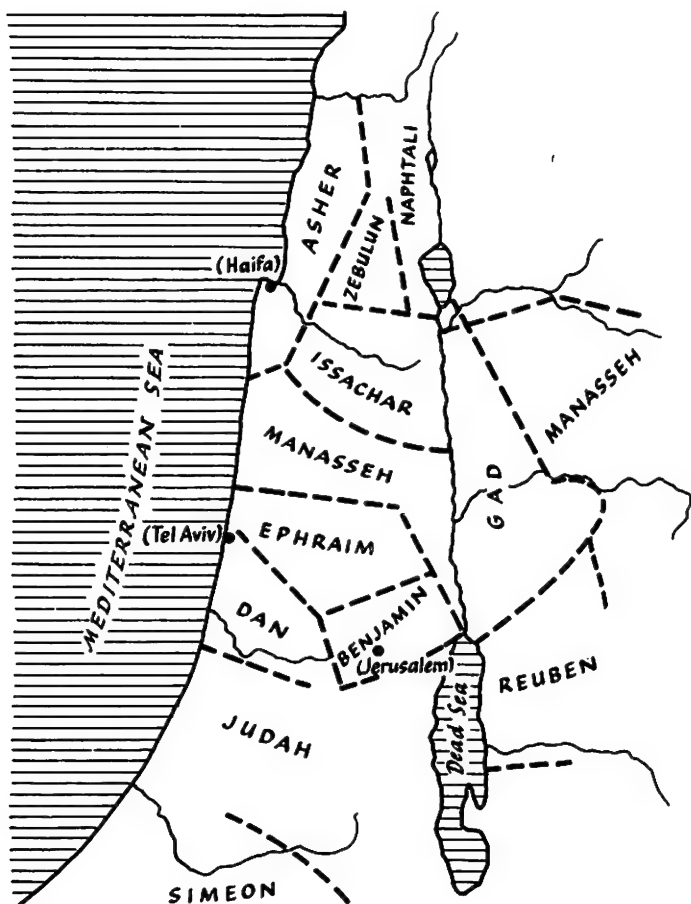 NAPHTALI
ASHER
ZEBULUN
(Haifa)
ISSACHAR
MANASSEH
MEDITERRANEAN SEA
MANASSEH
GAD
(Tel Aviv)
EPHRAIM
DAN
BENJAMIN
(Jerusalem)
REUBEN
Dead Sea
JUDAH
SIMEON